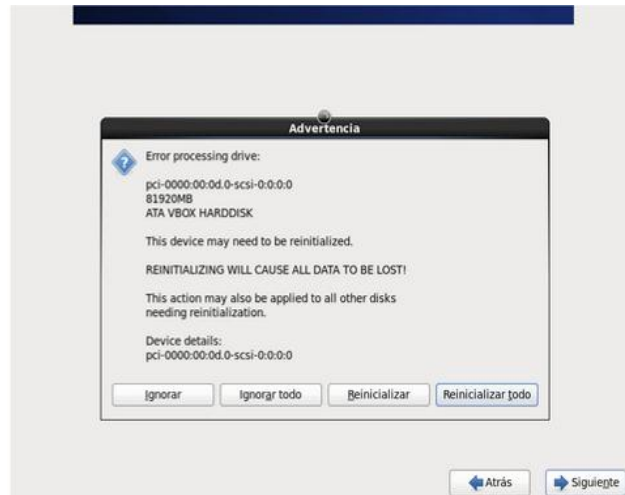 Advertencia
Error processing drive:
pci-0000:00:0d.0-scsi-0:0:0:0
81920MB
ATA VBOX HARDDISK
This device may need to be reinitialized.
REINITIALIZING WILL CAUSE ALL DATA TO BE LOST!
This action may also be applied to all other disks
needing reinitialization.
Device details:
pci-0000:00:0d.0-scsi-0:0:0:0
Ignorar Ignorar todo Reinicializar Reinicializar todo
Atrás Siguiente